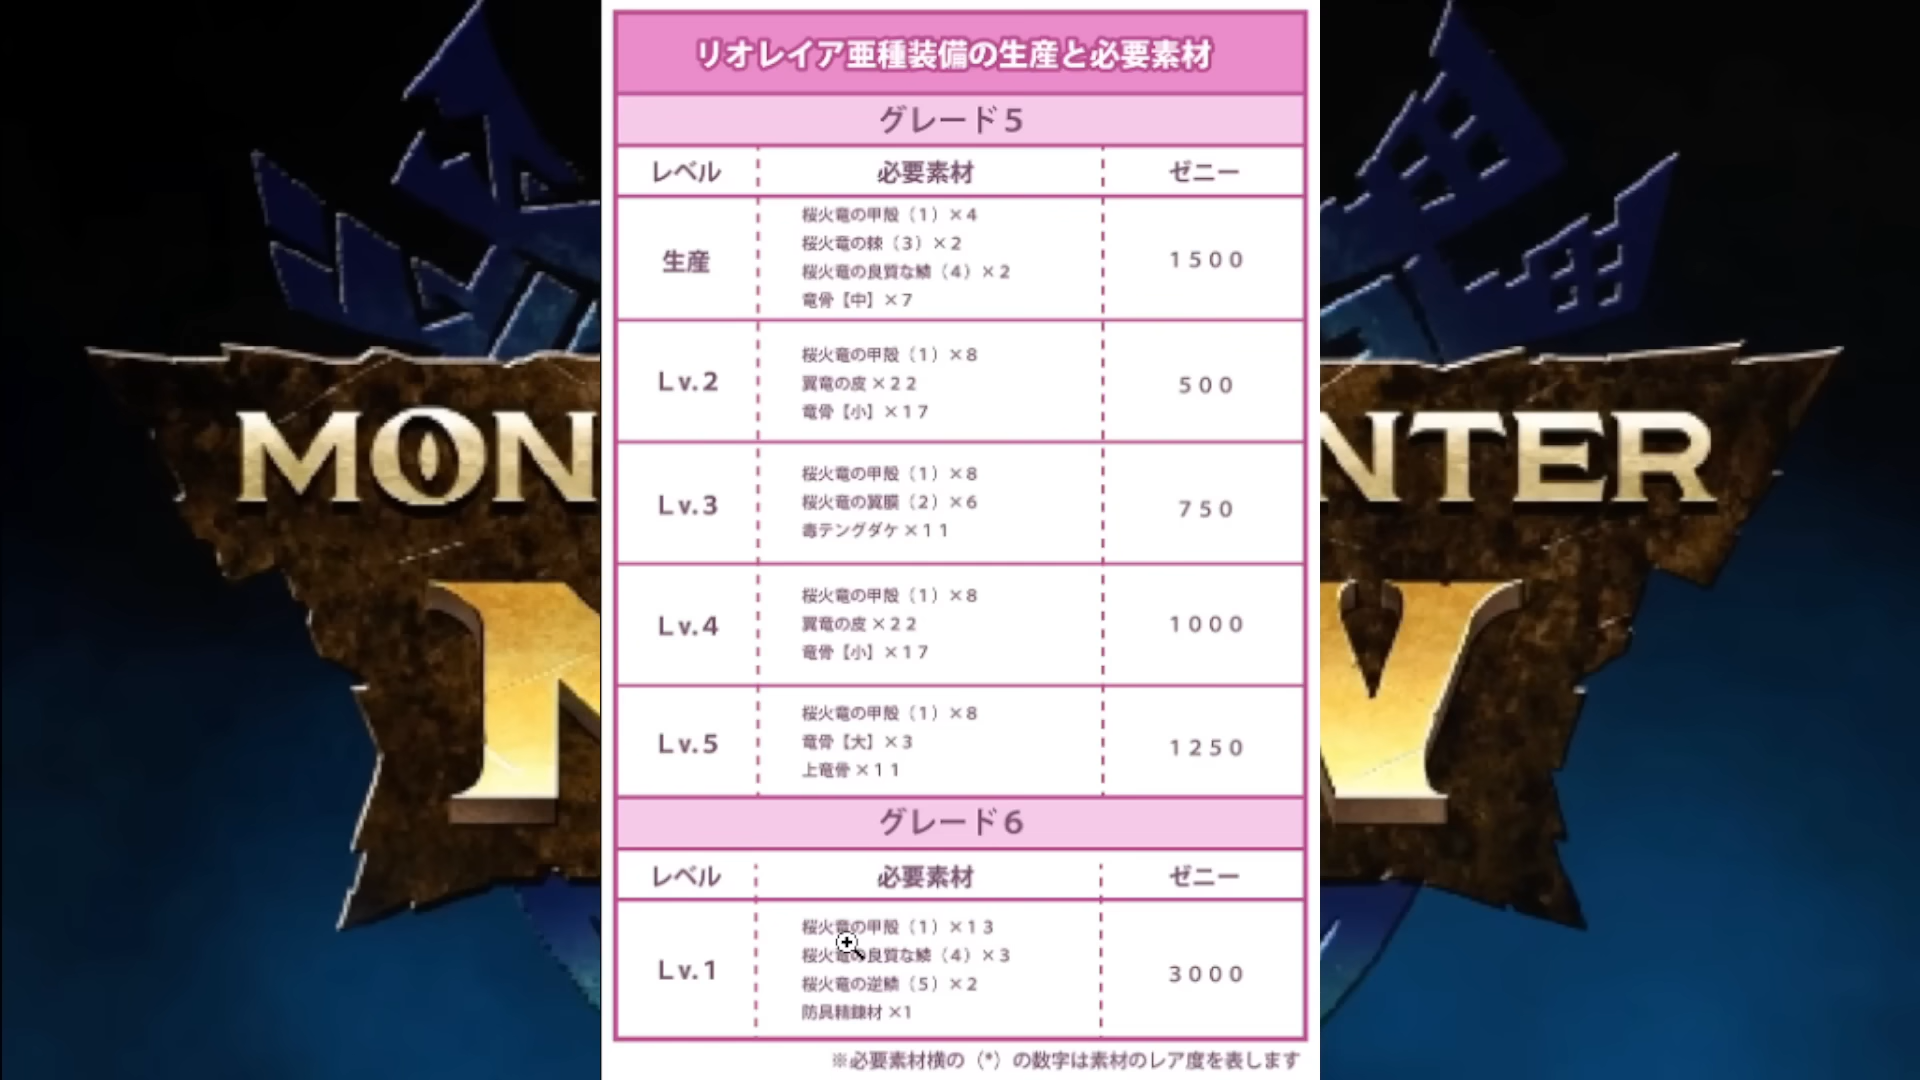 リオレイア亜種装備の生産と必要素材
グレード5
レベル 必要素材 ゼニー
生産
桜火竜の甲殻（1）×4
桜火竜の棘（3）×2
桜火竜の良質な鱗（4）×2
竜骨【中】×7
1500
Lv.2
桜火竜の甲殻（1）×8
翼竜の皮×22
竜骨【小】×17
500
Lv.3
桜火竜の甲殻（1）×8
桜火竜の翼膜（2）×6
毒テングダケ×11
750
Lv.4
桜火竜の甲殻（1）×8
翼竜の皮×22
竜骨【小】×17
1000
Lv.5
桜火竜の甲殻（1）×8
竜骨【大】×3
上竜骨×11
1250
グレード6
レベル 必要素材 ゼニー
Lv.1
桜火竜の甲殻（1）×13
桜火竜の良質な鱗（4）×3
桜火竜の逆鱗（5）×2
防具精錬材×1
3000
※必要素材横の（*）の数字は素材のレア度を表します
MON
NTER
N
W